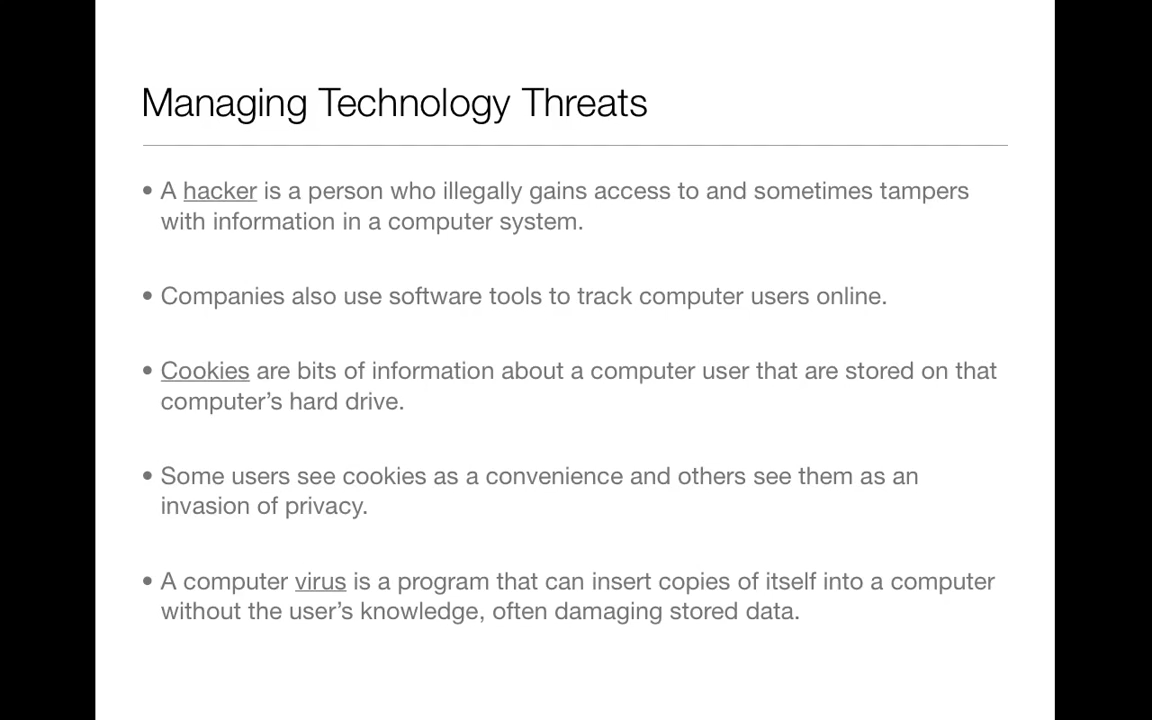 Managing Technology Threats
• A hacker is a person who illegally gains access to and sometimes tampers
with information in a computer system.
• Companies also use software tools to track computer users online.
• Cookies are bits of information about a computer user that are stored on that
computer’s hard drive.
• Some users see cookies as a convenience and others see them as an
invasion of privacy.
• A computer virus is a program that can insert copies of itself into a computer
without the user’s knowledge, often damaging stored data.